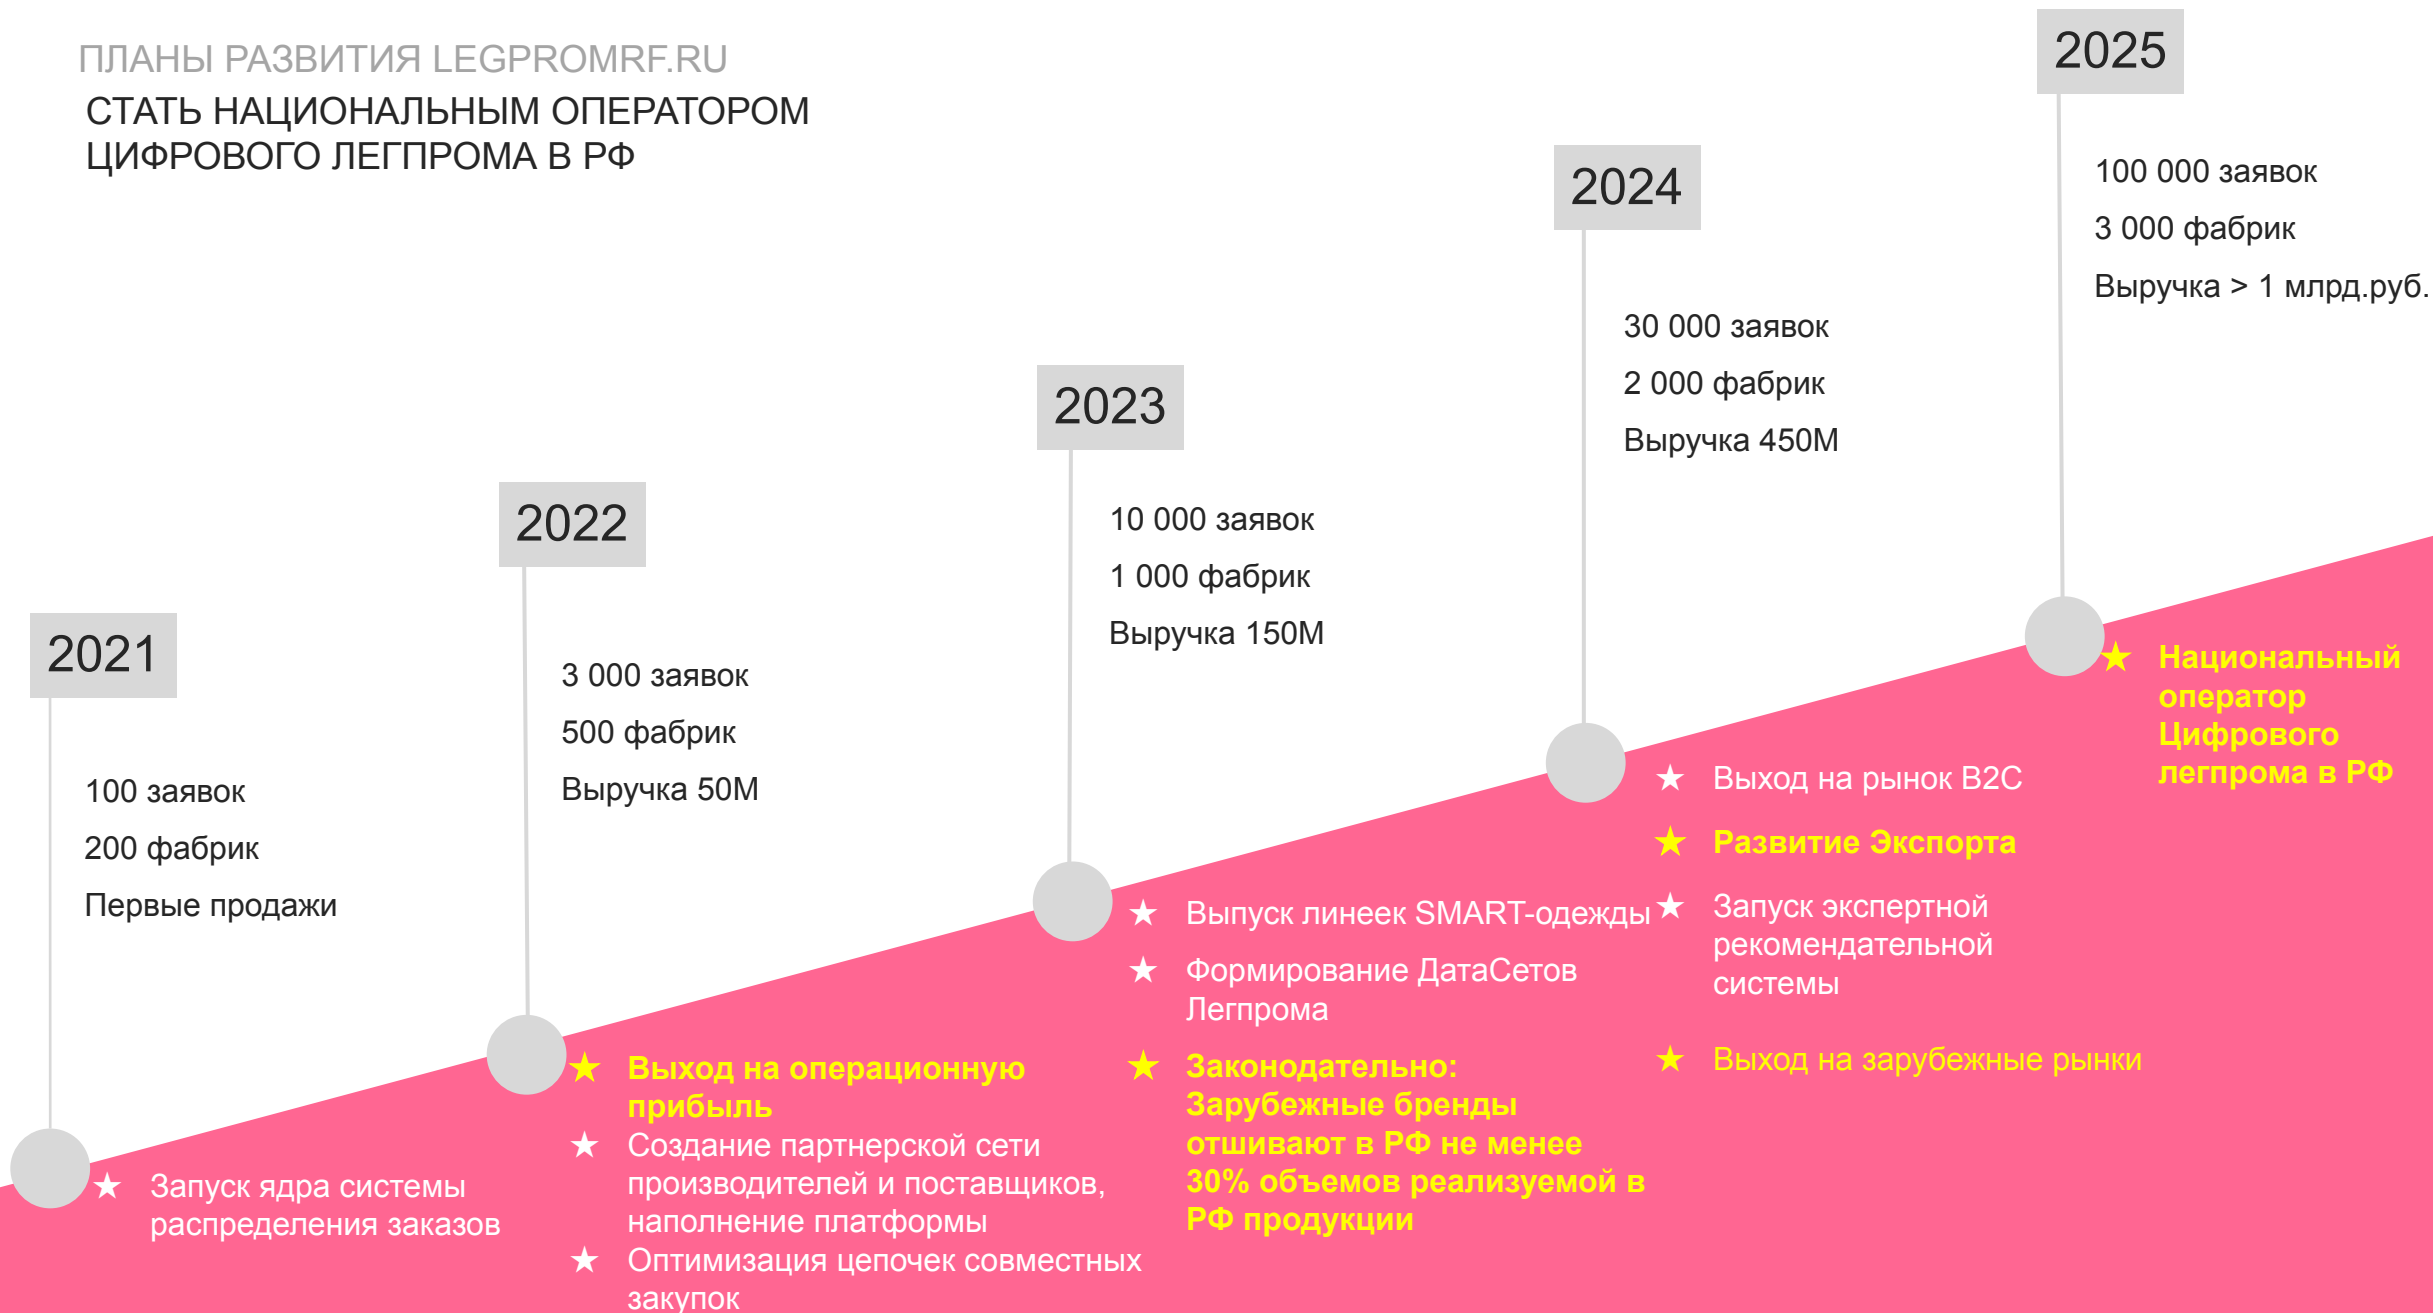 ПЛАНЫ РАЗВИТИЯ LEGPROMRF.RU
СТАТЬ НАЦИОНАЛЬНЫМ ОПЕРАТОРОМ
ЦИФРОВОГО ЛЕГПРОМА В РФ
2021
100 заявок
200 фабрик
Первые продажи
★ Запуск ядра системы
распределения заказов
2022
3 000 заявок
500 фабрик
Выручка 50М
★ Выход на операционную
прибыль
★ Создание партнерской сети
производителей и поставщиков,
наполнение платформы
★ Оптимизация цепочек совместных
закупок
2023
10 000 заявок
1 000 фабрик
Выручка 150М
★ Выпуск линеек SMART-одежды
★ Формирование ДатаСетов
Легпрома
★ Законодательно:
Зарубежные бренды
отшивают в РФ не менее
30% объемов реализуемой в
РФ продукции
2024
30 000 заявок
2 000 фабрик
Выручка 450М
★ Выход на рынок B2C
★ Развитие Экспорта
★ Запуск экспертной
рекомендательной
системы
★ Выход на зарубежные рынки
2025
100 000 заявок
3 000 фабрик
Выручка > 1 млрд.руб.
★ Национальный
оператор
Цифрового
легпрома в РФ